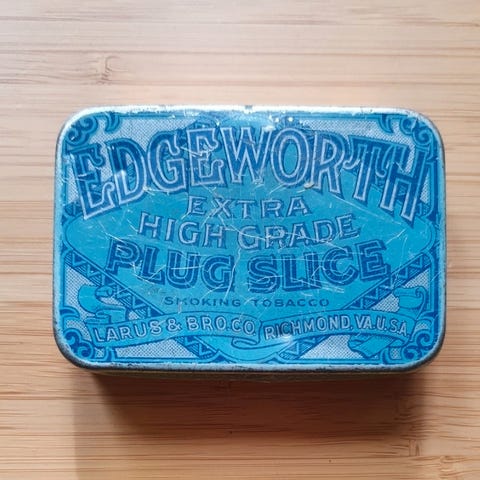 EDGEWORTH
EXTRA
HIGH GRADE
PLUG SLICE
SMOKING TOBACCO
LARUS & BRO.CO. RICHMOND, VA. U.S.A.